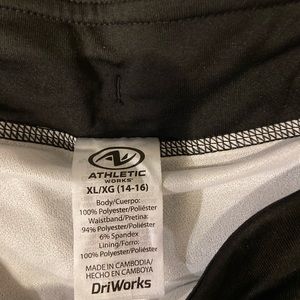 ATHLETIC
WORKS
XL/XG (14-16)
Body/Cuerpo:
100% Polyester/Poliéster
Waistband/Pretina:
94% Polyester/Poliéster
6% Spandex
Lining/Forro:
100% Polyester/Poliéster
MADE IN CAMBODIA/
HECHO EN CAMBOYA
DriWorks